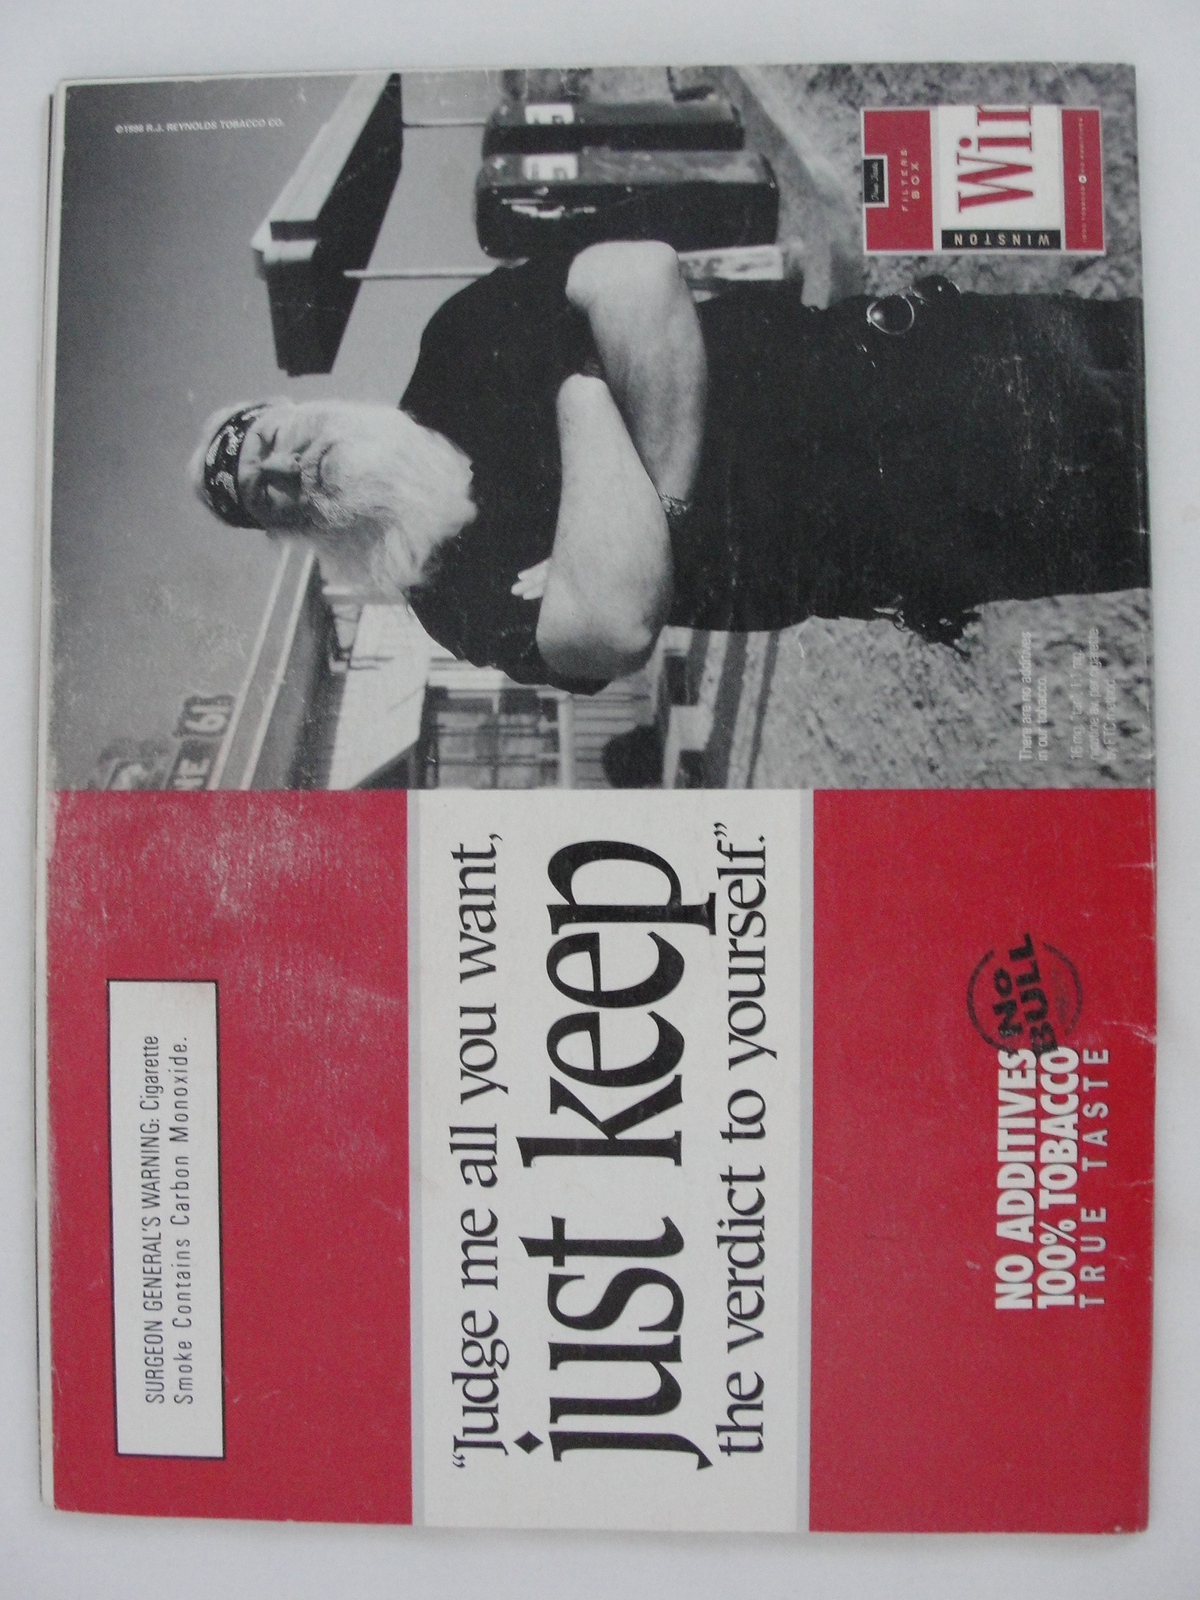 SURGEON GENERAL'S WARNING: Cigarette
Smoke Contains Carbon Monoxide.
©1998 R.J. REYNOLDS TOBACCO CO.
61
“Judge me all you want,
just keep
the verdict to yourself.”
NO ADDITIVES
100% TOBACCO
TRUE TASTE
NO
BULL
There are no additives
in our tobacco.
FILTERS
BOX
WINSTON
Win